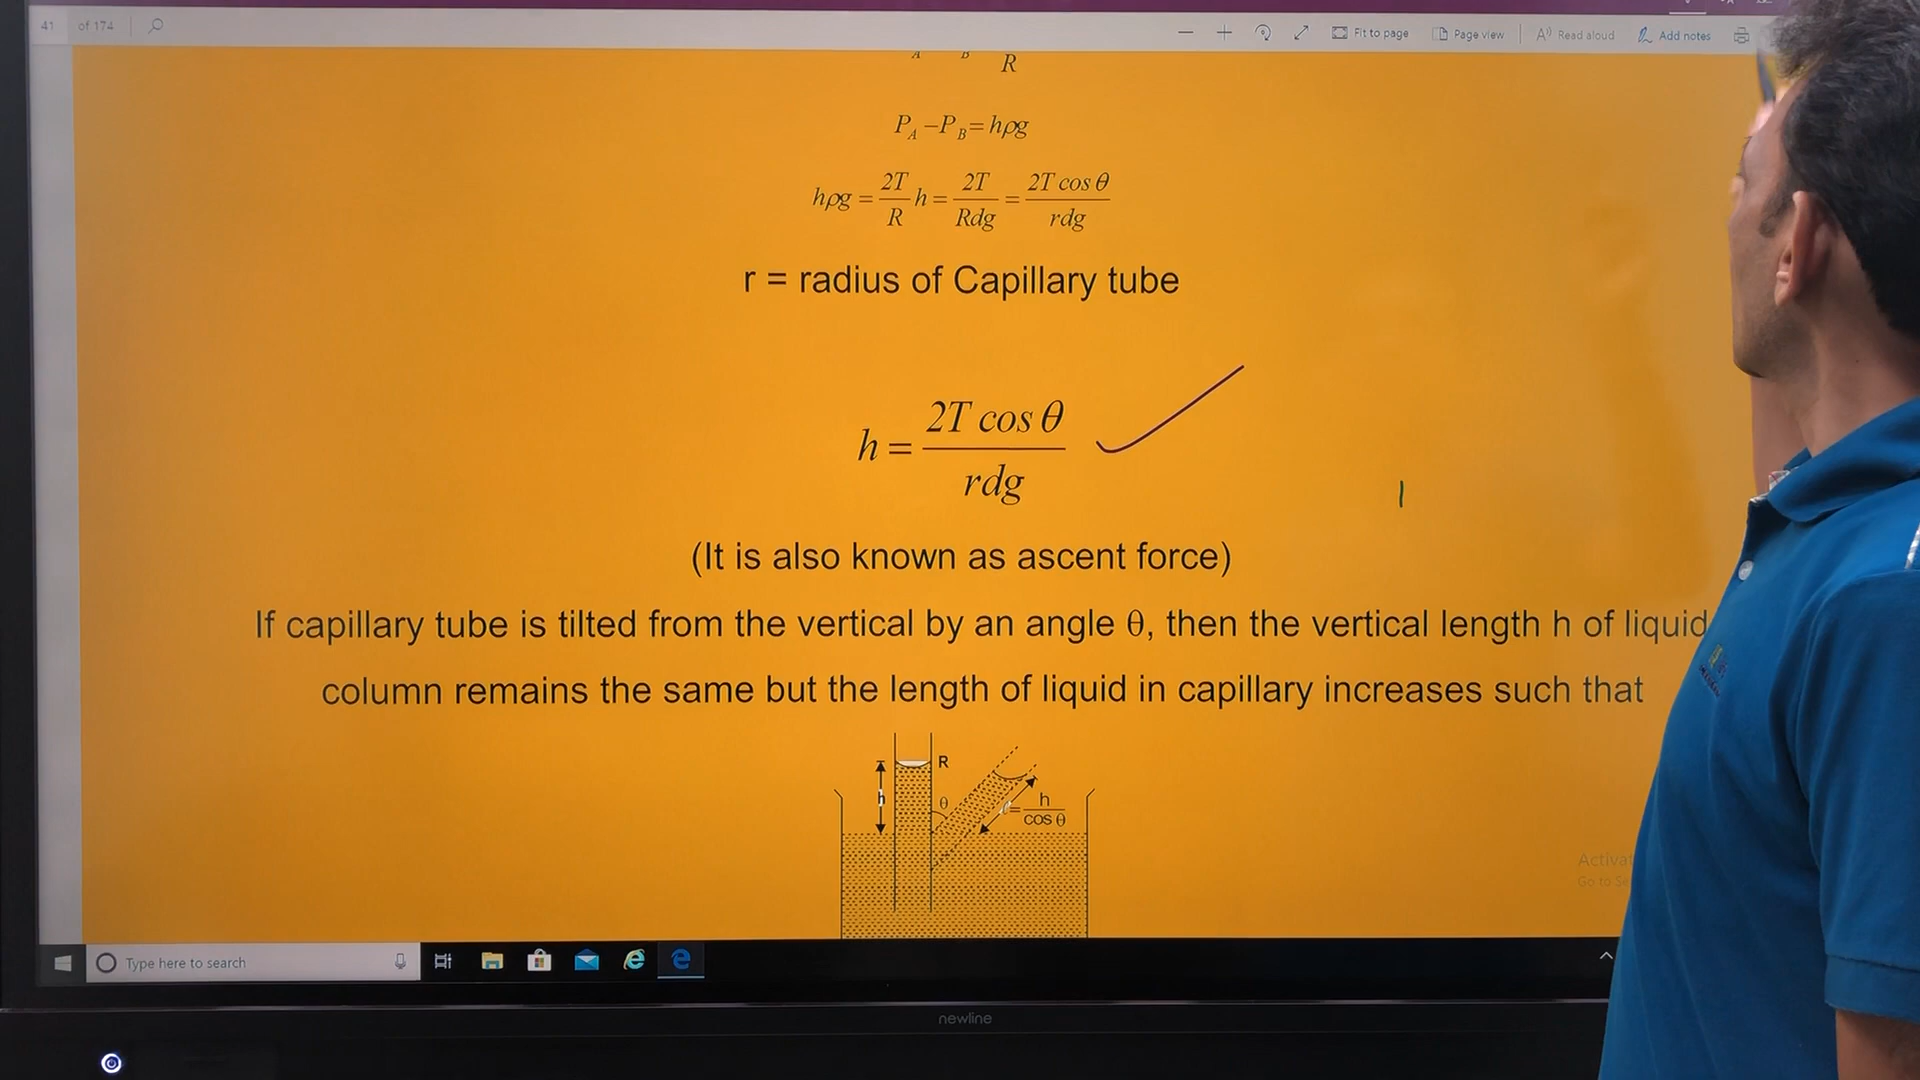 41 of 174
Fit to page
Page view
Read aloud
Add notes
A B R
P_A – P_B = hρg
hρg = 2T/R h = 2T/Rdg = 2T cos θ/rdg
r = radius of Capillary tube
h = 2T cos θ/rdg
(It is also known as ascent force)
If capillary tube is tilted from the vertical by an angle θ, then the vertical length h of liquid
column remains the same but the length of liquid in capillary increases such that
R
h
θ
ℓ = h/cos θ
Go to
Type here to search
newline